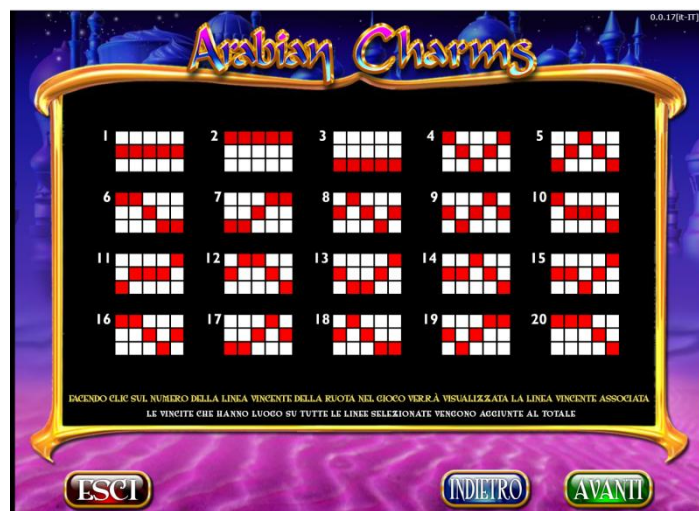 0.0.17[it-IT]
Arabian Charms
1 2 3 4 5
6 7 8 9 10
11 12 13 14 15
16 17 18 19 20
FACENDO CLIC SUL NUMERO DELLA LINEA VINCENTE DELLA RUOTA NEL GIOCO VERRÀ VISUALIZZATA LA LINEA VINCENTE ASSOCIATA
LE VINCITE CHE HANNO LUOGO SU TUTTE LE LINEE SELEZIONATE VENGONO AGGIUNTE AL TOTALE
ESCI INDIETRO AVANTI